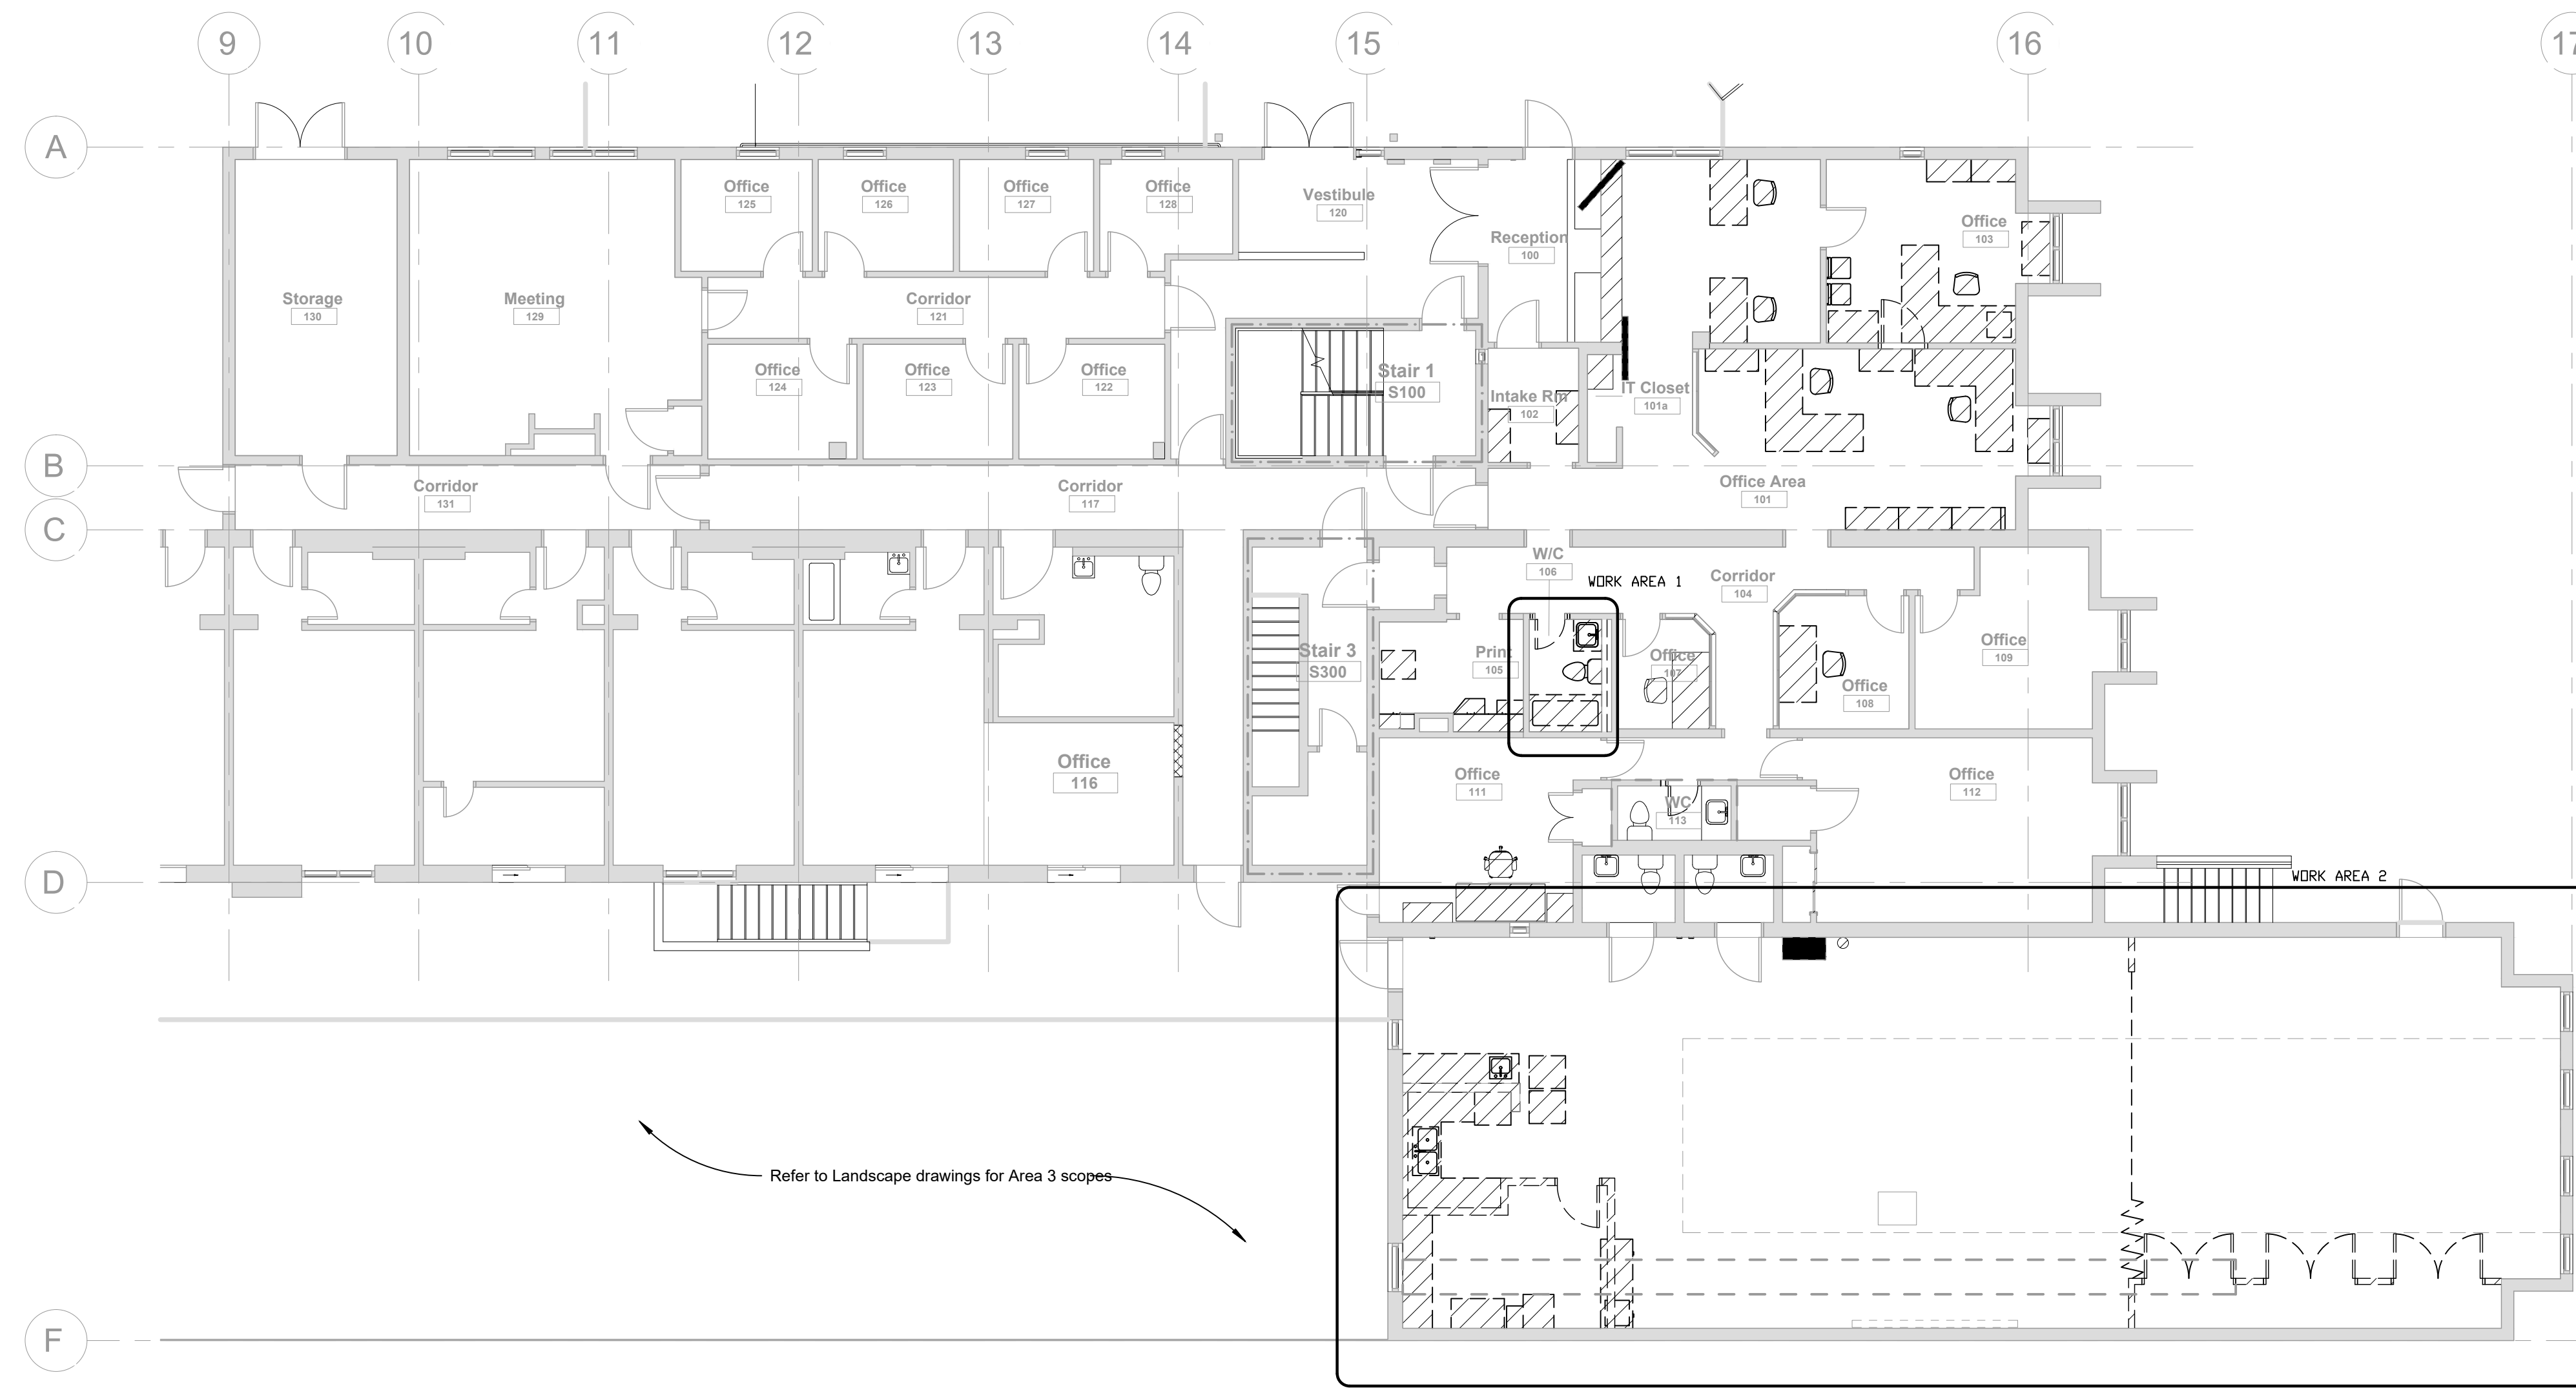 9
10
11
12
13
14
15
16
17
A
Office
125
Office
126
Office
127
Office
128
Vestibule
120
Reception
100
Office
103
Storage
130
Meeting
129
Corridor
121
Office
124
Office
123
Office
122
Stair 1
S100
Intake Rm
102
IT Closet
101a
B
Corridor
131
Corridor
117
Office Area
101
C
W/C
106
WORK AREA 1
Corridor
104
Stair 3
S300
Print
105
Office
107
Office
108
Office
109
Office
116
Office
111
WC
113
Office
112
D
WORK AREA 2
Refer to Landscape drawings for Area 3 scopes
F